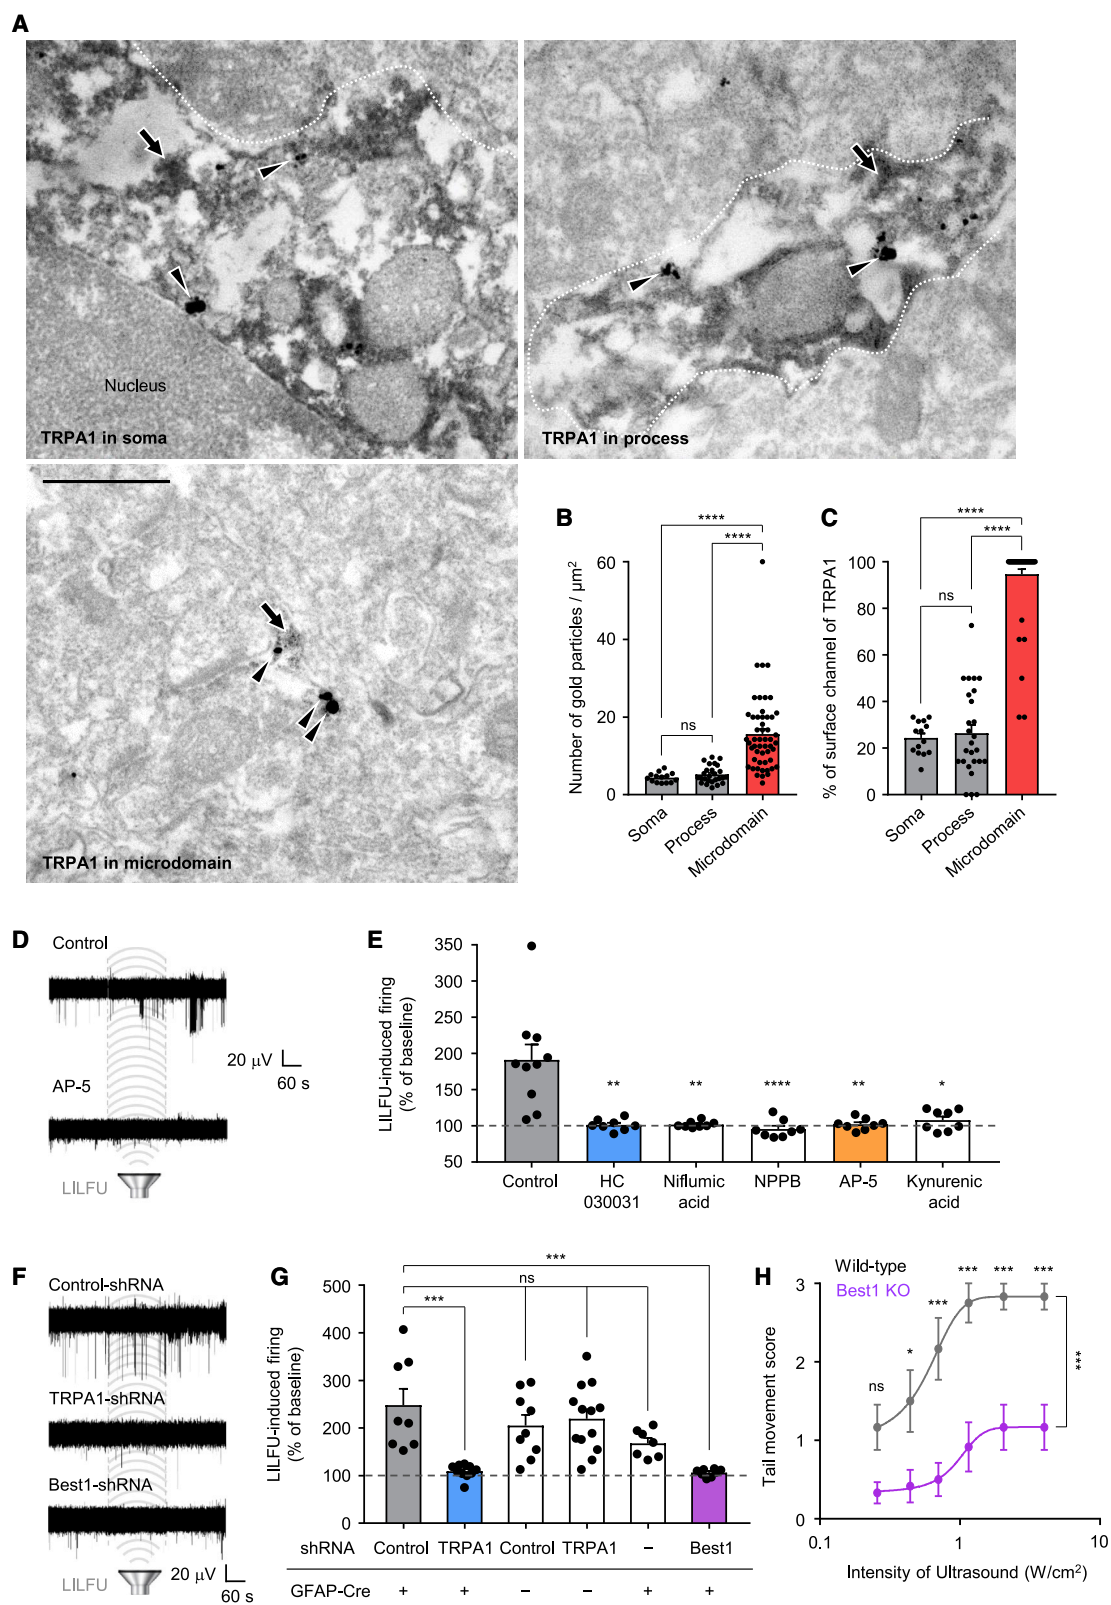 A
Nucleus
TRPA1 in soma
TRPA1 in process
TRPA1 in microdomain
B
****
****
ns
Number of gold particles / μm²
60
40
20
0
Soma
Process
Microdomain
C
****
****
ns
% of surface channel of TRPA1
100
80
60
40
20
0
Soma
Process
Microdomain
D
Control
20 μV
60 s
AP-5
LILFU
E
LILFU-induced firing
(% of baseline)
350
300
250
200
150
100
50
** ** **** ** *
Control
HC
030031
Niflumic
acid
NPPB
AP-5
Kynurenic
acid
F
Control-shRNA
TRPA1-shRNA
Best1-shRNA
LILFU
20 μV
60 s
G
***
ns
***
LILFU-induced firing
(% of baseline)
500
400
300
200
100
0
shRNA Control TRPA1 Control TRPA1 – Best1
GFAP-Cre + + – – + +
H
Wild-type
Best1 KO
Tail movement score
3
2
1
0
ns * *** *** *** ***
***
0.1 1 10
Intensity of Ultrasound (W/cm²)